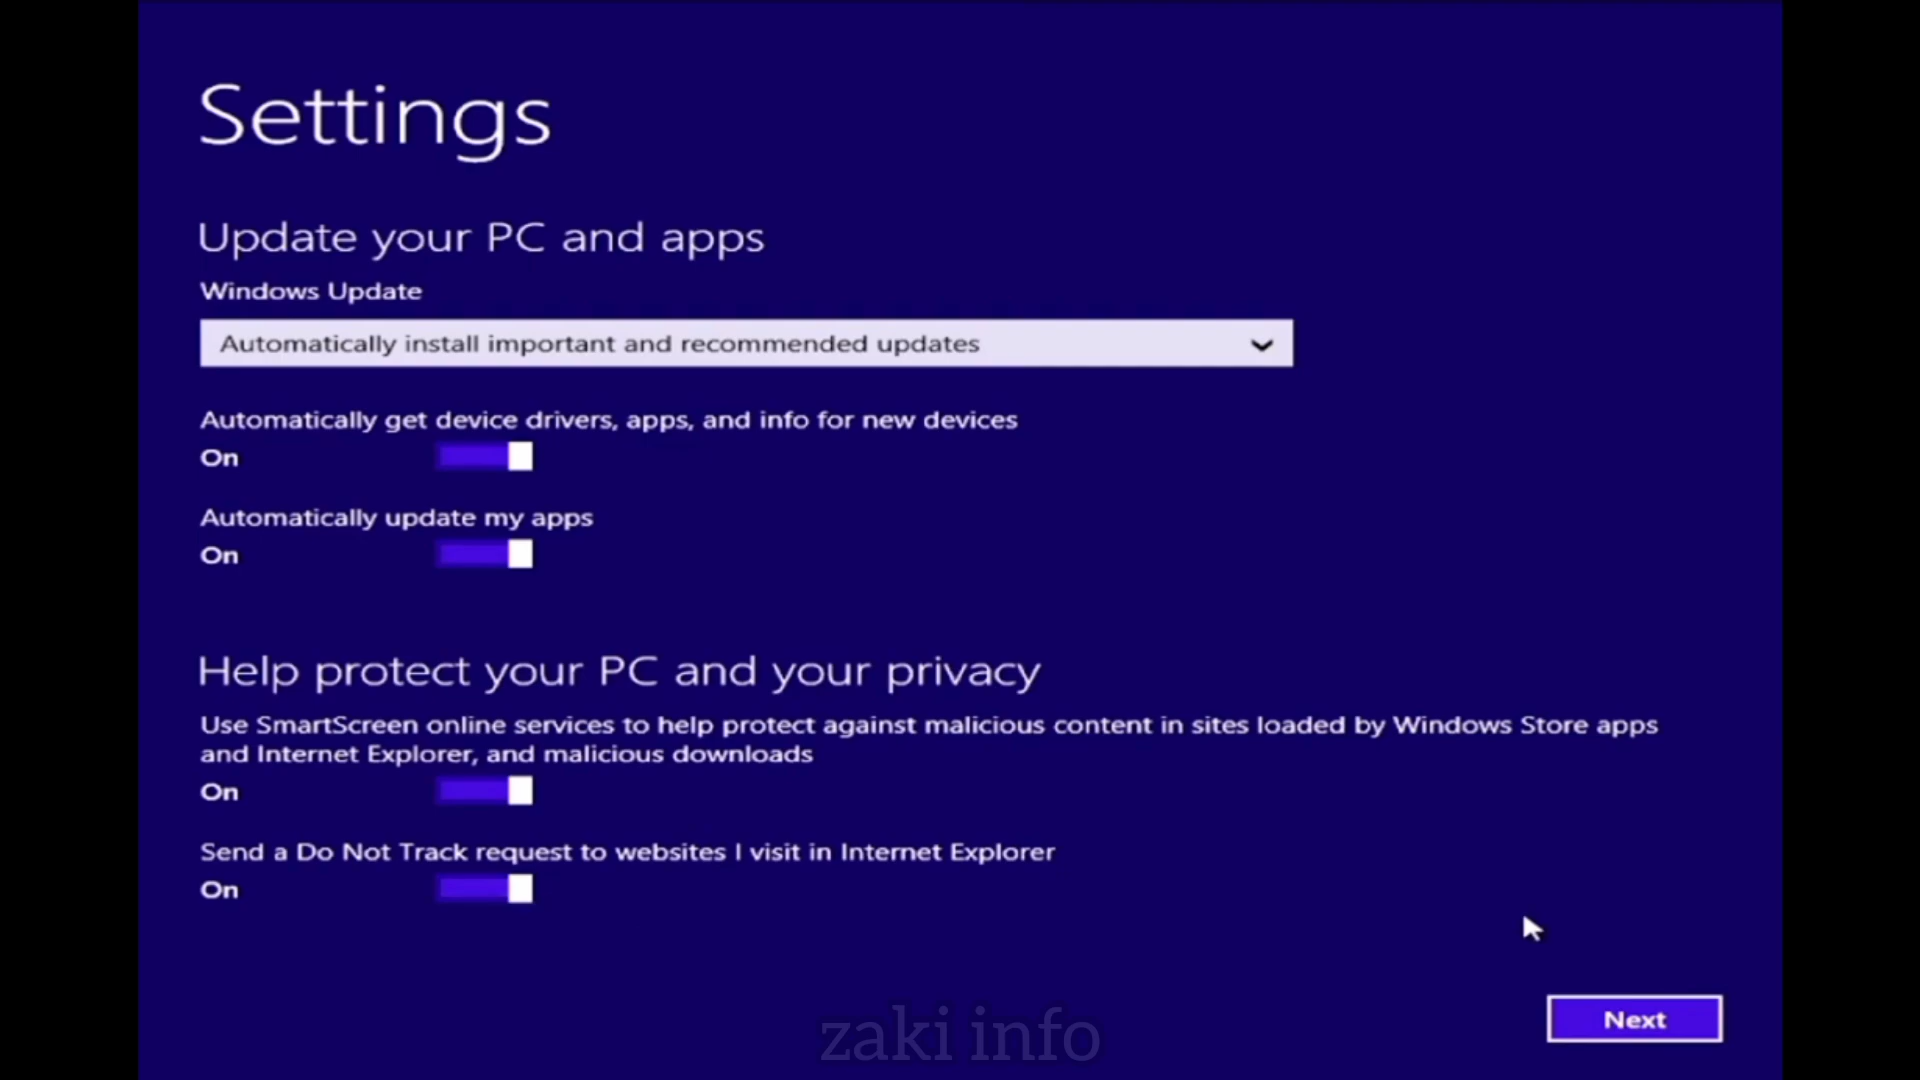 Settings
Update your PC and apps
Windows Update
Automatically install important and recommended updates
Automatically get device drivers, apps, and info for new devices
On
Automatically update my apps
On
Help protect your PC and your privacy
Use SmartScreen online services to help protect against malicious content in sites loaded by Windows Store apps
and Internet Explorer, and malicious downloads
On
Send a Do Not Track request to websites I visit in Internet Explorer
On
Next
zaki info